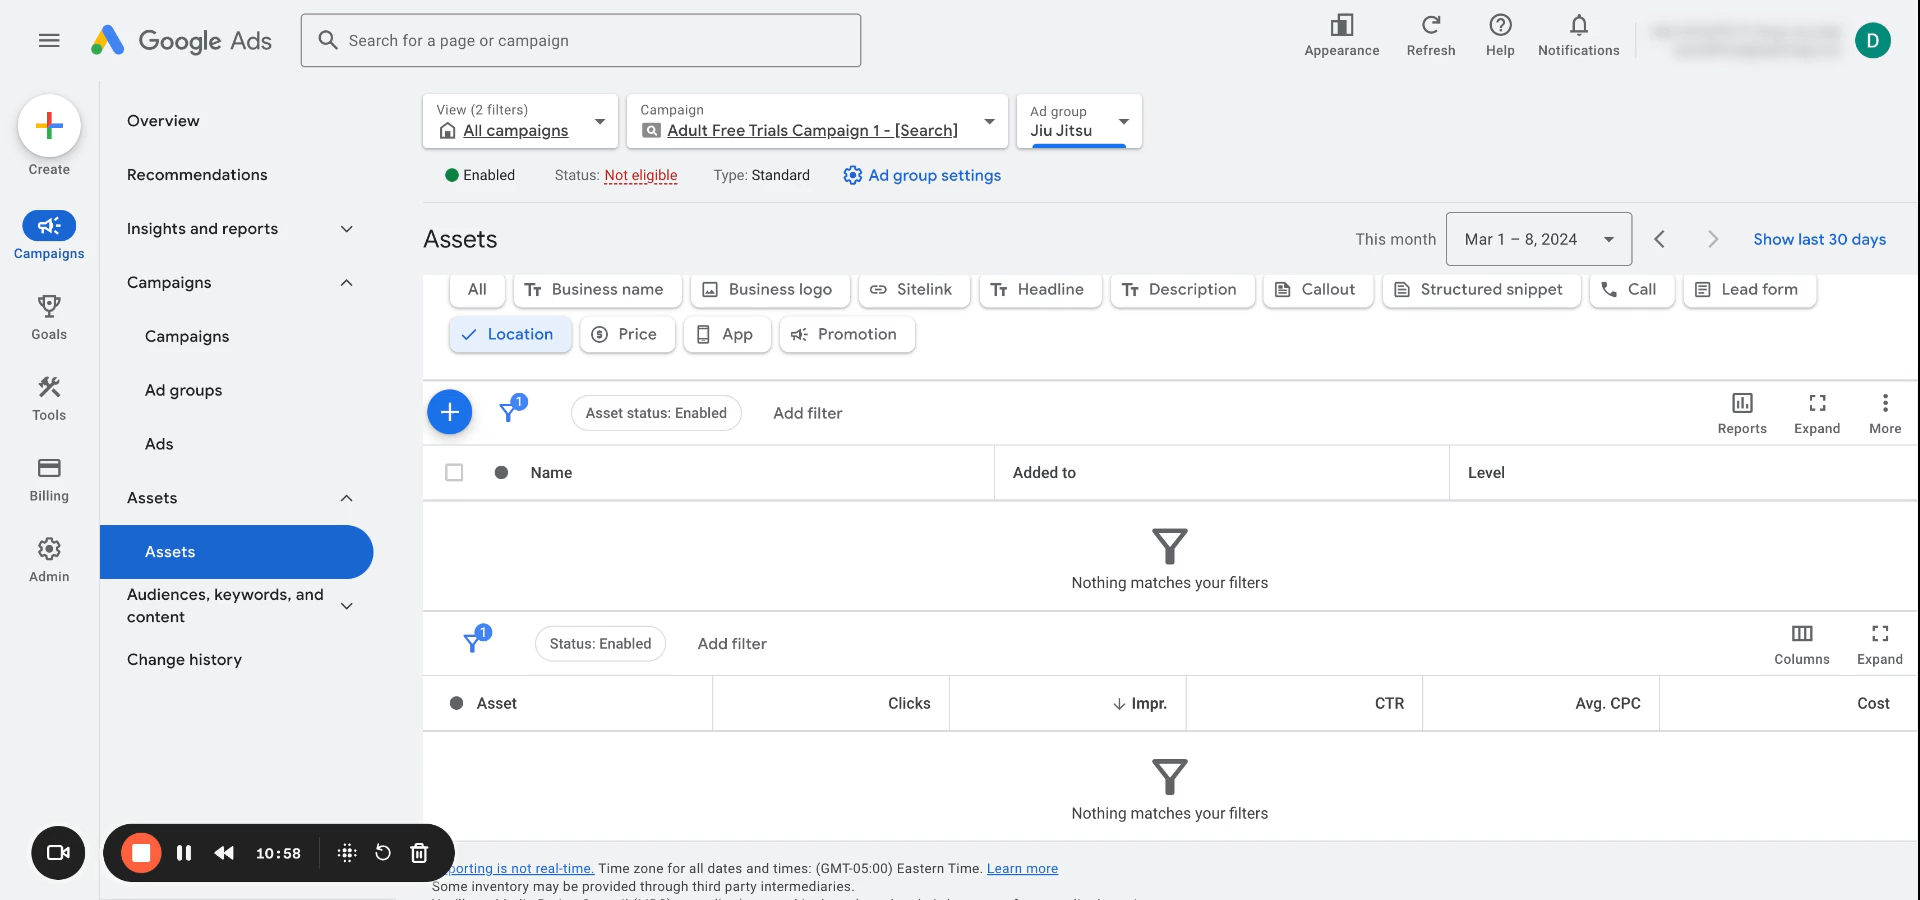 Google Ads
Search for a page or campaign
Appearance
Refresh
Help
Notifications
D
Create
Campaigns
Goals
Tools
Billing
Admin
Overview
Recommendations
Insights and reports
Campaigns
Campaigns
Ad groups
Ads
Assets
Assets
Audiences, keywords, and
content
Change history
View (2 filters)
All campaigns
Campaign
Adult Free Trials Campaign 1 - [Search]
Ad group
Jiu Jitsu
Enabled
Status: Not eligible
Type: Standard
Ad group settings
Assets
This month
Mar 1 – 8, 2024
Show last 30 days
All
Business name
Business logo
Sitelink
Headline
Description
Callout
Structured snippet
Call
Lead form
Location
Price
App
Promotion
1
Asset status: Enabled
Add filter
Reports
Expand
More
Name
Added to
Level
Nothing matches your filters
1
Status: Enabled
Add filter
Columns
Expand
Asset
Clicks
Impr.
CTR
Avg. CPC
Cost
Nothing matches your filters
10:58
porting is not real-time. Time zone for all dates and times: (GMT-05:00) Eastern Time. Learn more
Some inventory may be provided through third party intermediaries.